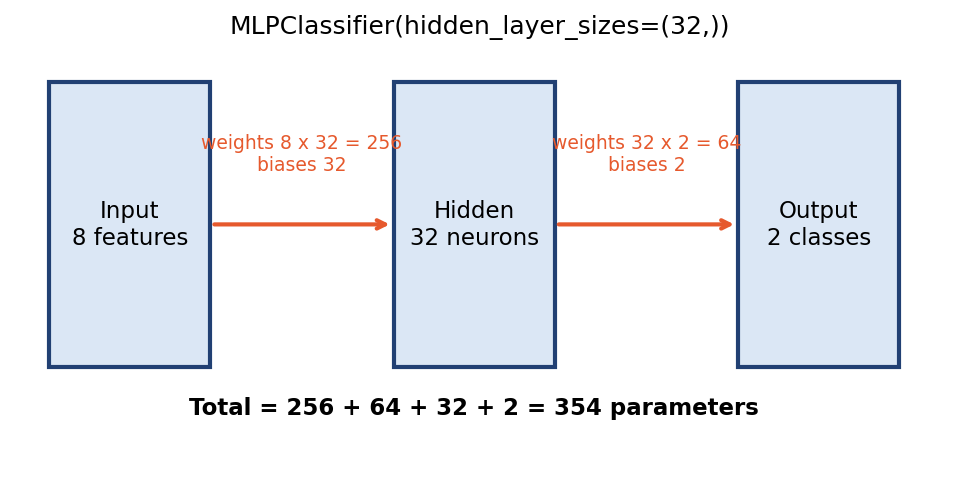 MLPClassifier(hidden_layer_sizes=(32,))
weights 8 x 32 = 256
biases 32
weights 32 x 2 = 64
biases 2
Input
8 features
Hidden
32 neurons
Output
2 classes
Total = 256 + 64 + 32 + 2 = 354 parameters